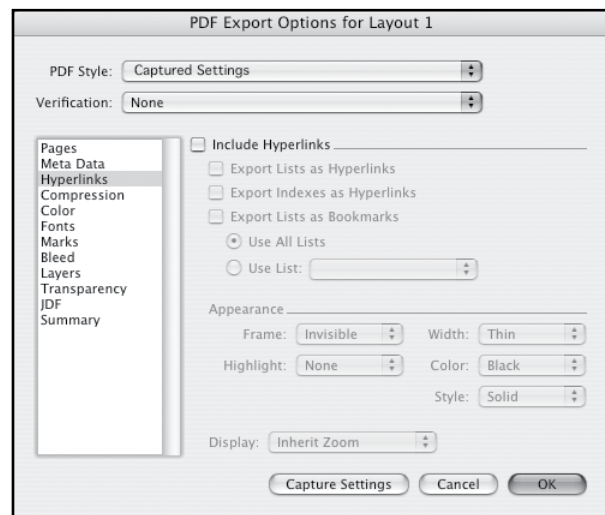 PDF Export Options for Layout 1
PDF Style: Captured Settings
Verification: None
Pages
Meta Data
Hyperlinks
Compression
Color
Fonts
Marks
Bleed
Layers
Transparency
JDF
Summary
Include Hyperlinks
Export Lists as Hyperlinks
Export Indexes as Hyperlinks
Export Lists as Bookmarks
Use All Lists
Use List:
Appearance
Frame: Invisible Width: Thin
Highlight: None Color: Black
Style: Solid
Display: Inherit Zoom
Capture Settings Cancel OK